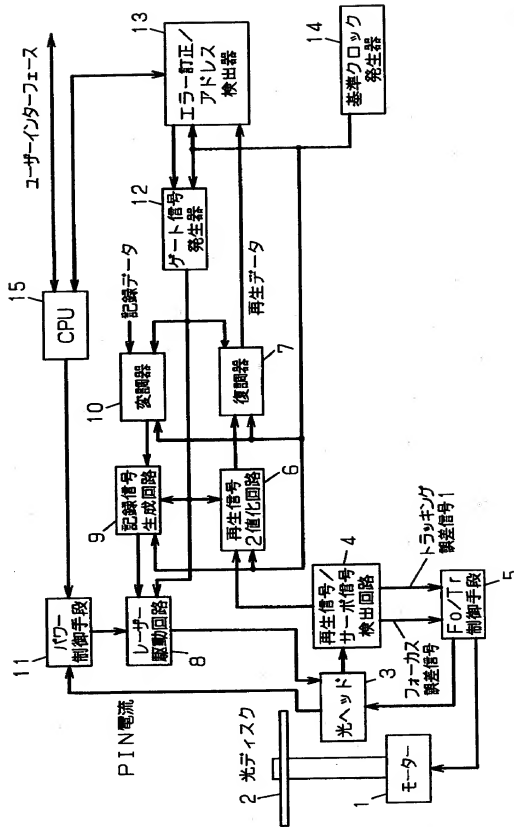 ユーザーインターフェース
15
CPU
13
エラー訂正/
アドレス
検出器
14
基準クロック
発生器
12
ゲート信号
発生器
記録データ
再生データ
10
変調器
7
復調器
9
記録信号
生成回路
6
再生信号
2値化回路
11
パワー
制御手段
8
レーザー
駆動回路
4
再生信号/
サーボ信号
検出回路
トラッキング
誤差信号1
フォーカス
誤差信号
5
Fo/Tr
制御手段
PIN電流
3
光ヘッド
2
光ディスク
1
モーター